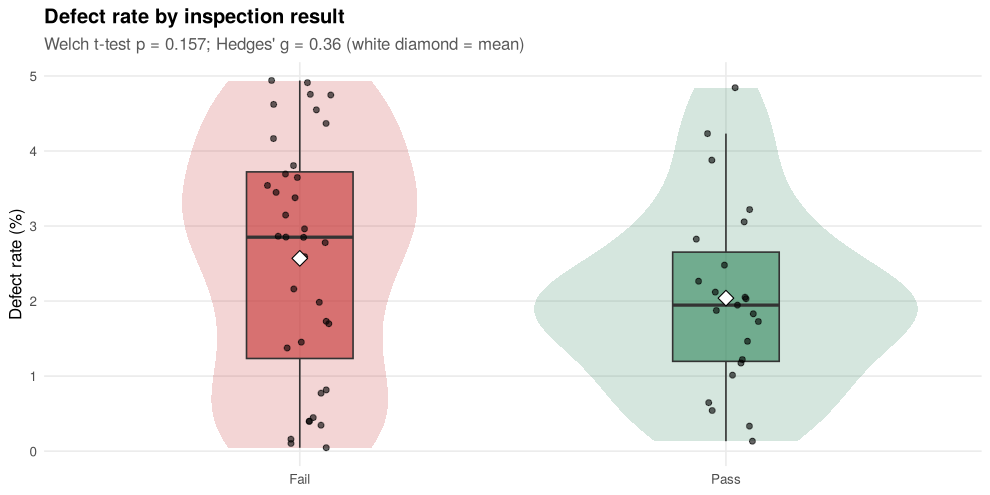 Defect rate by inspection result
Welch t-test p = 0.157; Hedges' g = 0.36 (white diamond = mean)
Defect rate (%)
5
4
3
2
1
0
Fail
Pass